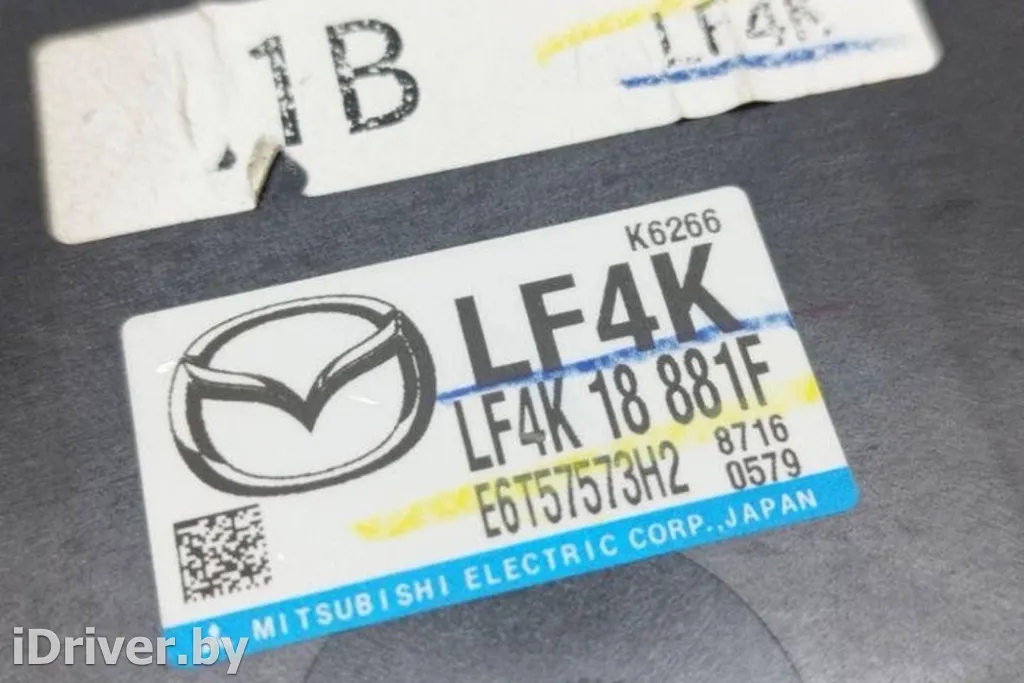 1B
LF4K
K6266
LF4K
LF4K 18 881F
E6T57573H2
8716
0579
MITSUBISHI ELECTRIC CORP.,JAPAN
iDriver.by